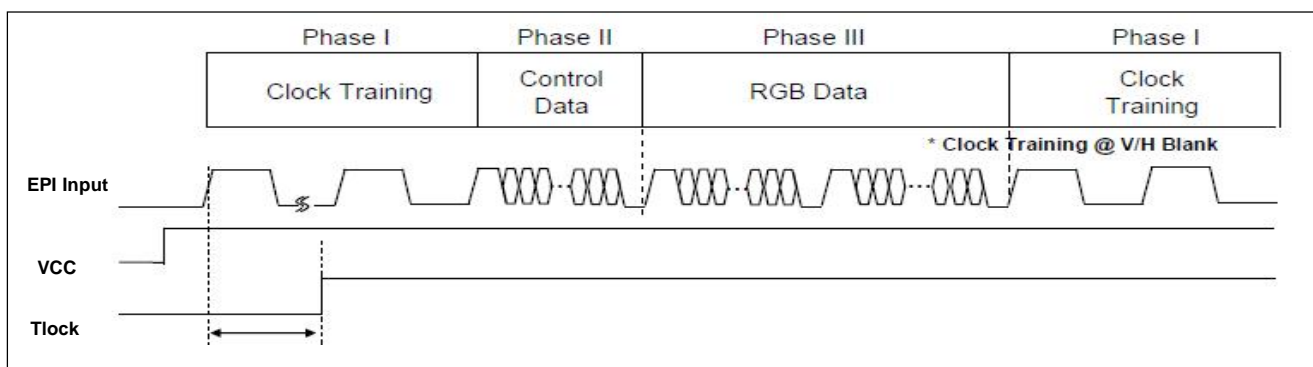 Phase I Phase II Phase III Phase I
Clock Training Control Data RGB Data Clock Training
* Clock Training @ V/H Blank
EPI Input
VCC
Tlock